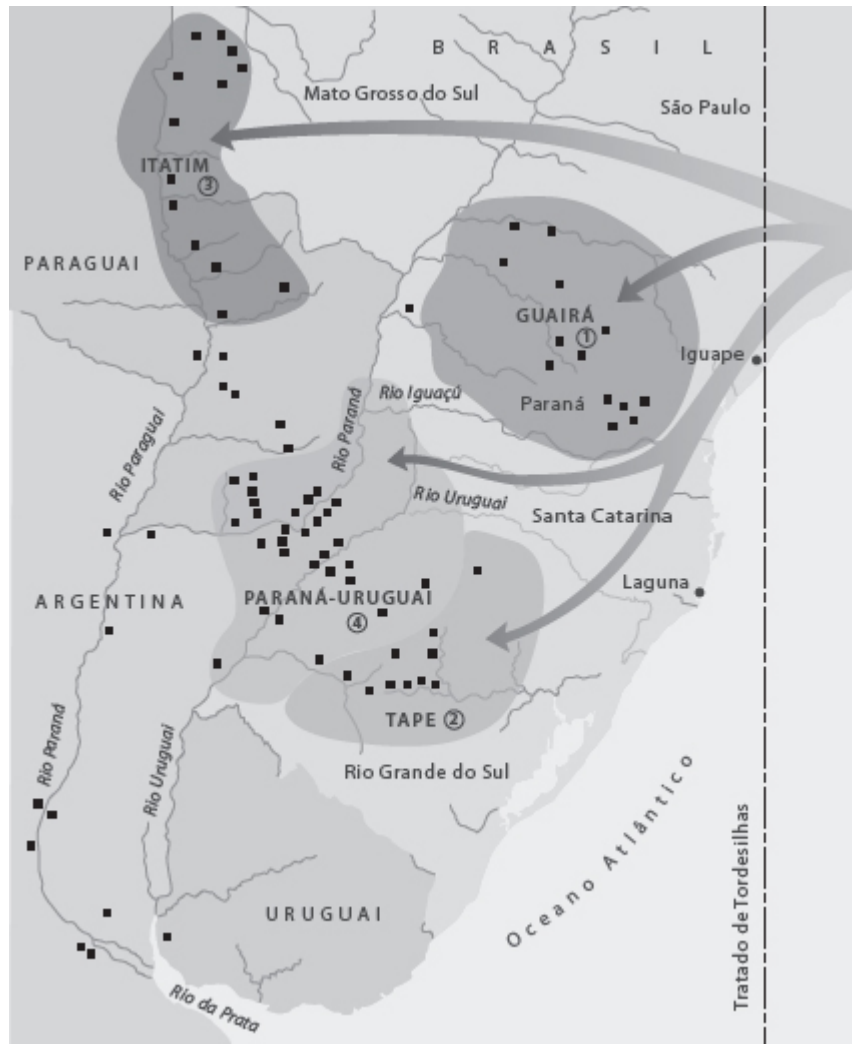 B R A S I L
Mato Grosso do Sul
São Paulo
ITATIM
③
PARAGUAI
GUAIRÁ
①
Iguape
Rio Iguaçú
Paraná
Rio Paraná
Rio Paraguai
Rio Uruguai
Santa Catarina
Laguna
ARGENTINA
PARANÁ-URUGUAI
④
TAPE ②
Rio Grande do Sul
Rio Paraná
Rio Uruguai
Oceano Atlântico
Tratado de Tordesilhas
URUGUAI
Rio da Prata